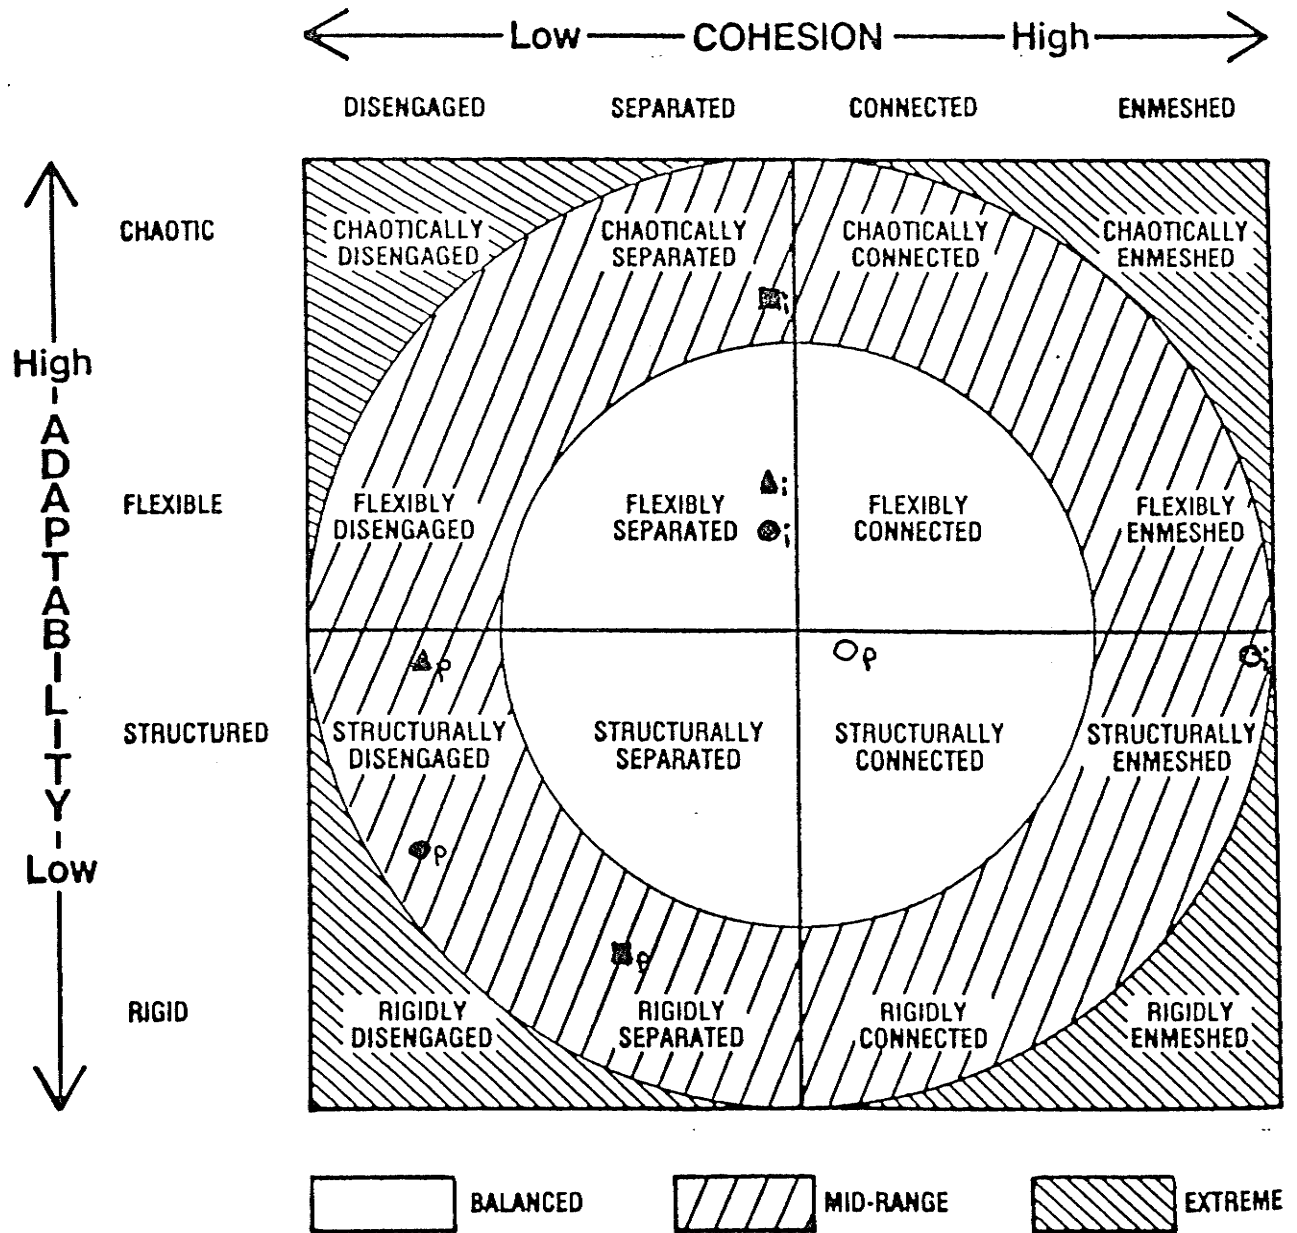 Low COHESION High
DISENGAGED SEPARATED CONNECTED ENMESHED
CHAOTIC
CHAOTICALLY
DISENGAGED
CHAOTICALLY
SEPARATED
CHAOTICALLY
CONNECTED
CHAOTICALLY
ENMESHED
i
High
ADAPTABILITY
Low
FLEXIBLE
FLEXIBLY
DISENGAGED
FLEXIBLY
SEPARATED
FLEXIBLY
CONNECTED
FLEXIBLY
ENMESHED
i
i
p
p
i
STRUCTURED
STRUCTURALLY
DISENGAGED
STRUCTURALLY
SEPARATED
STRUCTURALLY
CONNECTED
STRUCTURALLY
ENMESHED
p
p
RIGID
RIGIDLY
DISENGAGED
RIGIDLY
SEPARATED
RIGIDLY
CONNECTED
RIGIDLY
ENMESHED
BALANCED MID-RANGE EXTREME